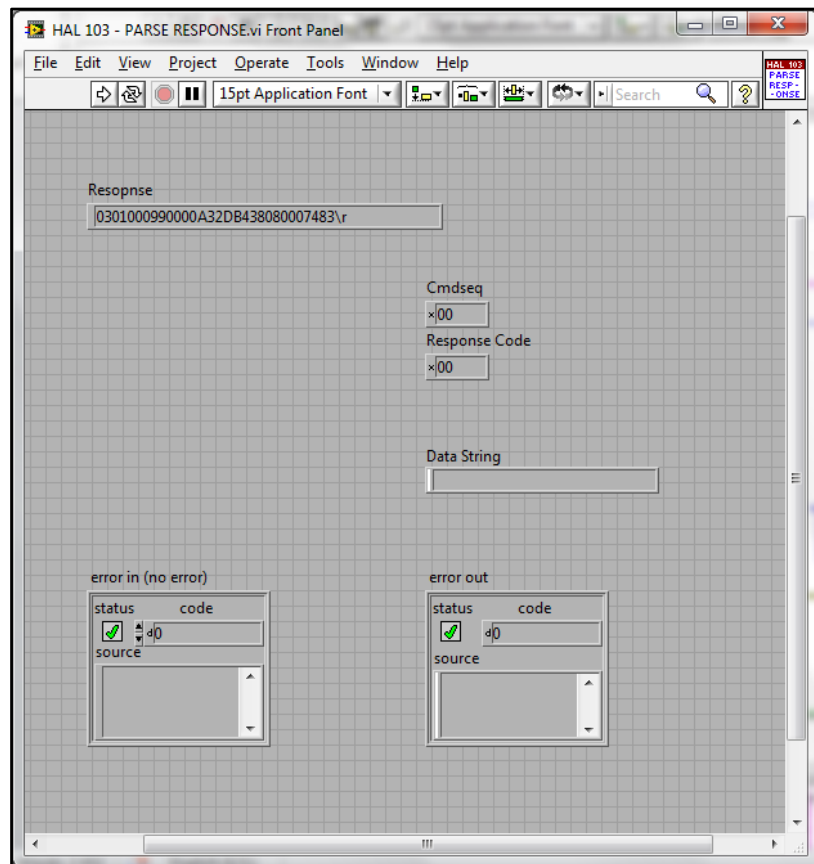 HAL 103 - PARSE RESPONSE.vi Front Panel
File Edit View Project Operate Tools Window Help
HAL 103
PARSE
RESP-
-ONSE
15pt Application Font
Search
?
Resopnse
0301000990000A32DB438080007483\r
Cmdseq
×00
Response Code
×00
Data String
error in (no error)
status code
d0
source
error out
status code
d0
source